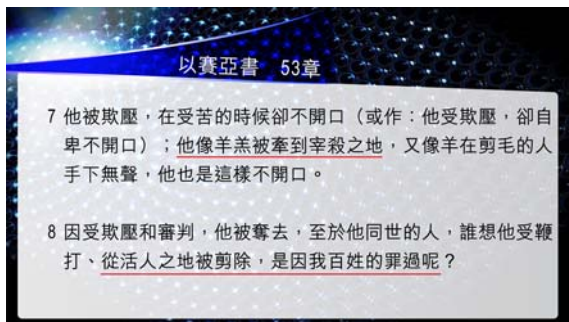 以賽亞書 53章
7 他被欺壓，在受苦的時候卻不開口（或作：他受欺壓，卻自
卑不開口）；他像羊羔被牽到宰殺之地，又像羊在剪毛的人
手下無聲，他也是這樣不開口。
8 因受欺壓和審判，他被奪去，至於他同世的人，誰想他受鞭
打、從活人之地被剪除，是因我百姓的罪過呢？